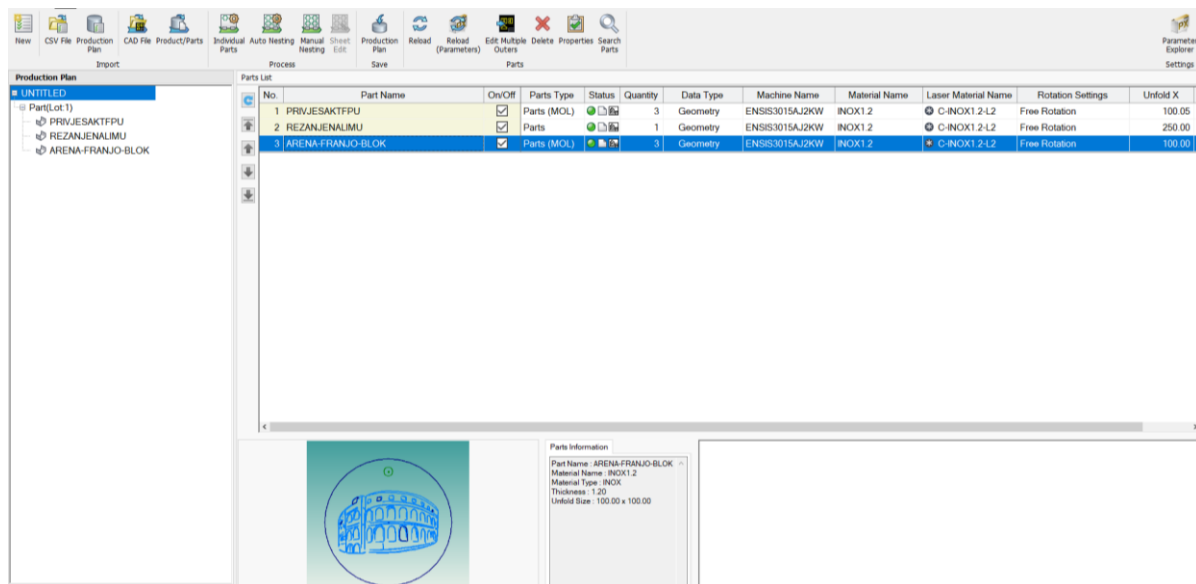 New CSV File Production Plan CAD File Product/Parts Individual Parts Auto Nesting Manual Nesting Sheet Edit Production Plan Reload Reload (Parameters) Edit Multiple Outers Delete Properties Search Parts Parameter Explorer
Import Process Save Parts Settings
Production Plan
UNTITLED
Part(Lot:1)
PRIVJESAKTFPU
REZANJENALIMU
ARENA-FRANJO-BLOK
Parts List
No. Part Name On/Off Parts Type Status Quantity Data Type Machine Name Material Name Laser Material Name Rotation Settings Unfold X
1 PRIVJESAKTFPU Parts (MOL) 3 Geometry ENSIS3015AJ2KW INOX1.2 C-INOX1.2-L2 Free Rotation 100.05
2 REZANJENALIMU Parts 1 Geometry ENSIS3015AJ2KW INOX1.2 C-INOX1.2-L2 Free Rotation 250.00
3 ARENA-FRANJO-BLOK Parts (MOL) 3 Geometry ENSIS3015AJ2KW INOX1.2 C-INOX1.2-L2 Free Rotation 100.00
Parts Information
Part Name : ARENA-FRANJO-BLOK
Material Name : INOX1.2
Material Type : INOX
Thickness : 1.20
Unfold Size : 100.00 x 100.00